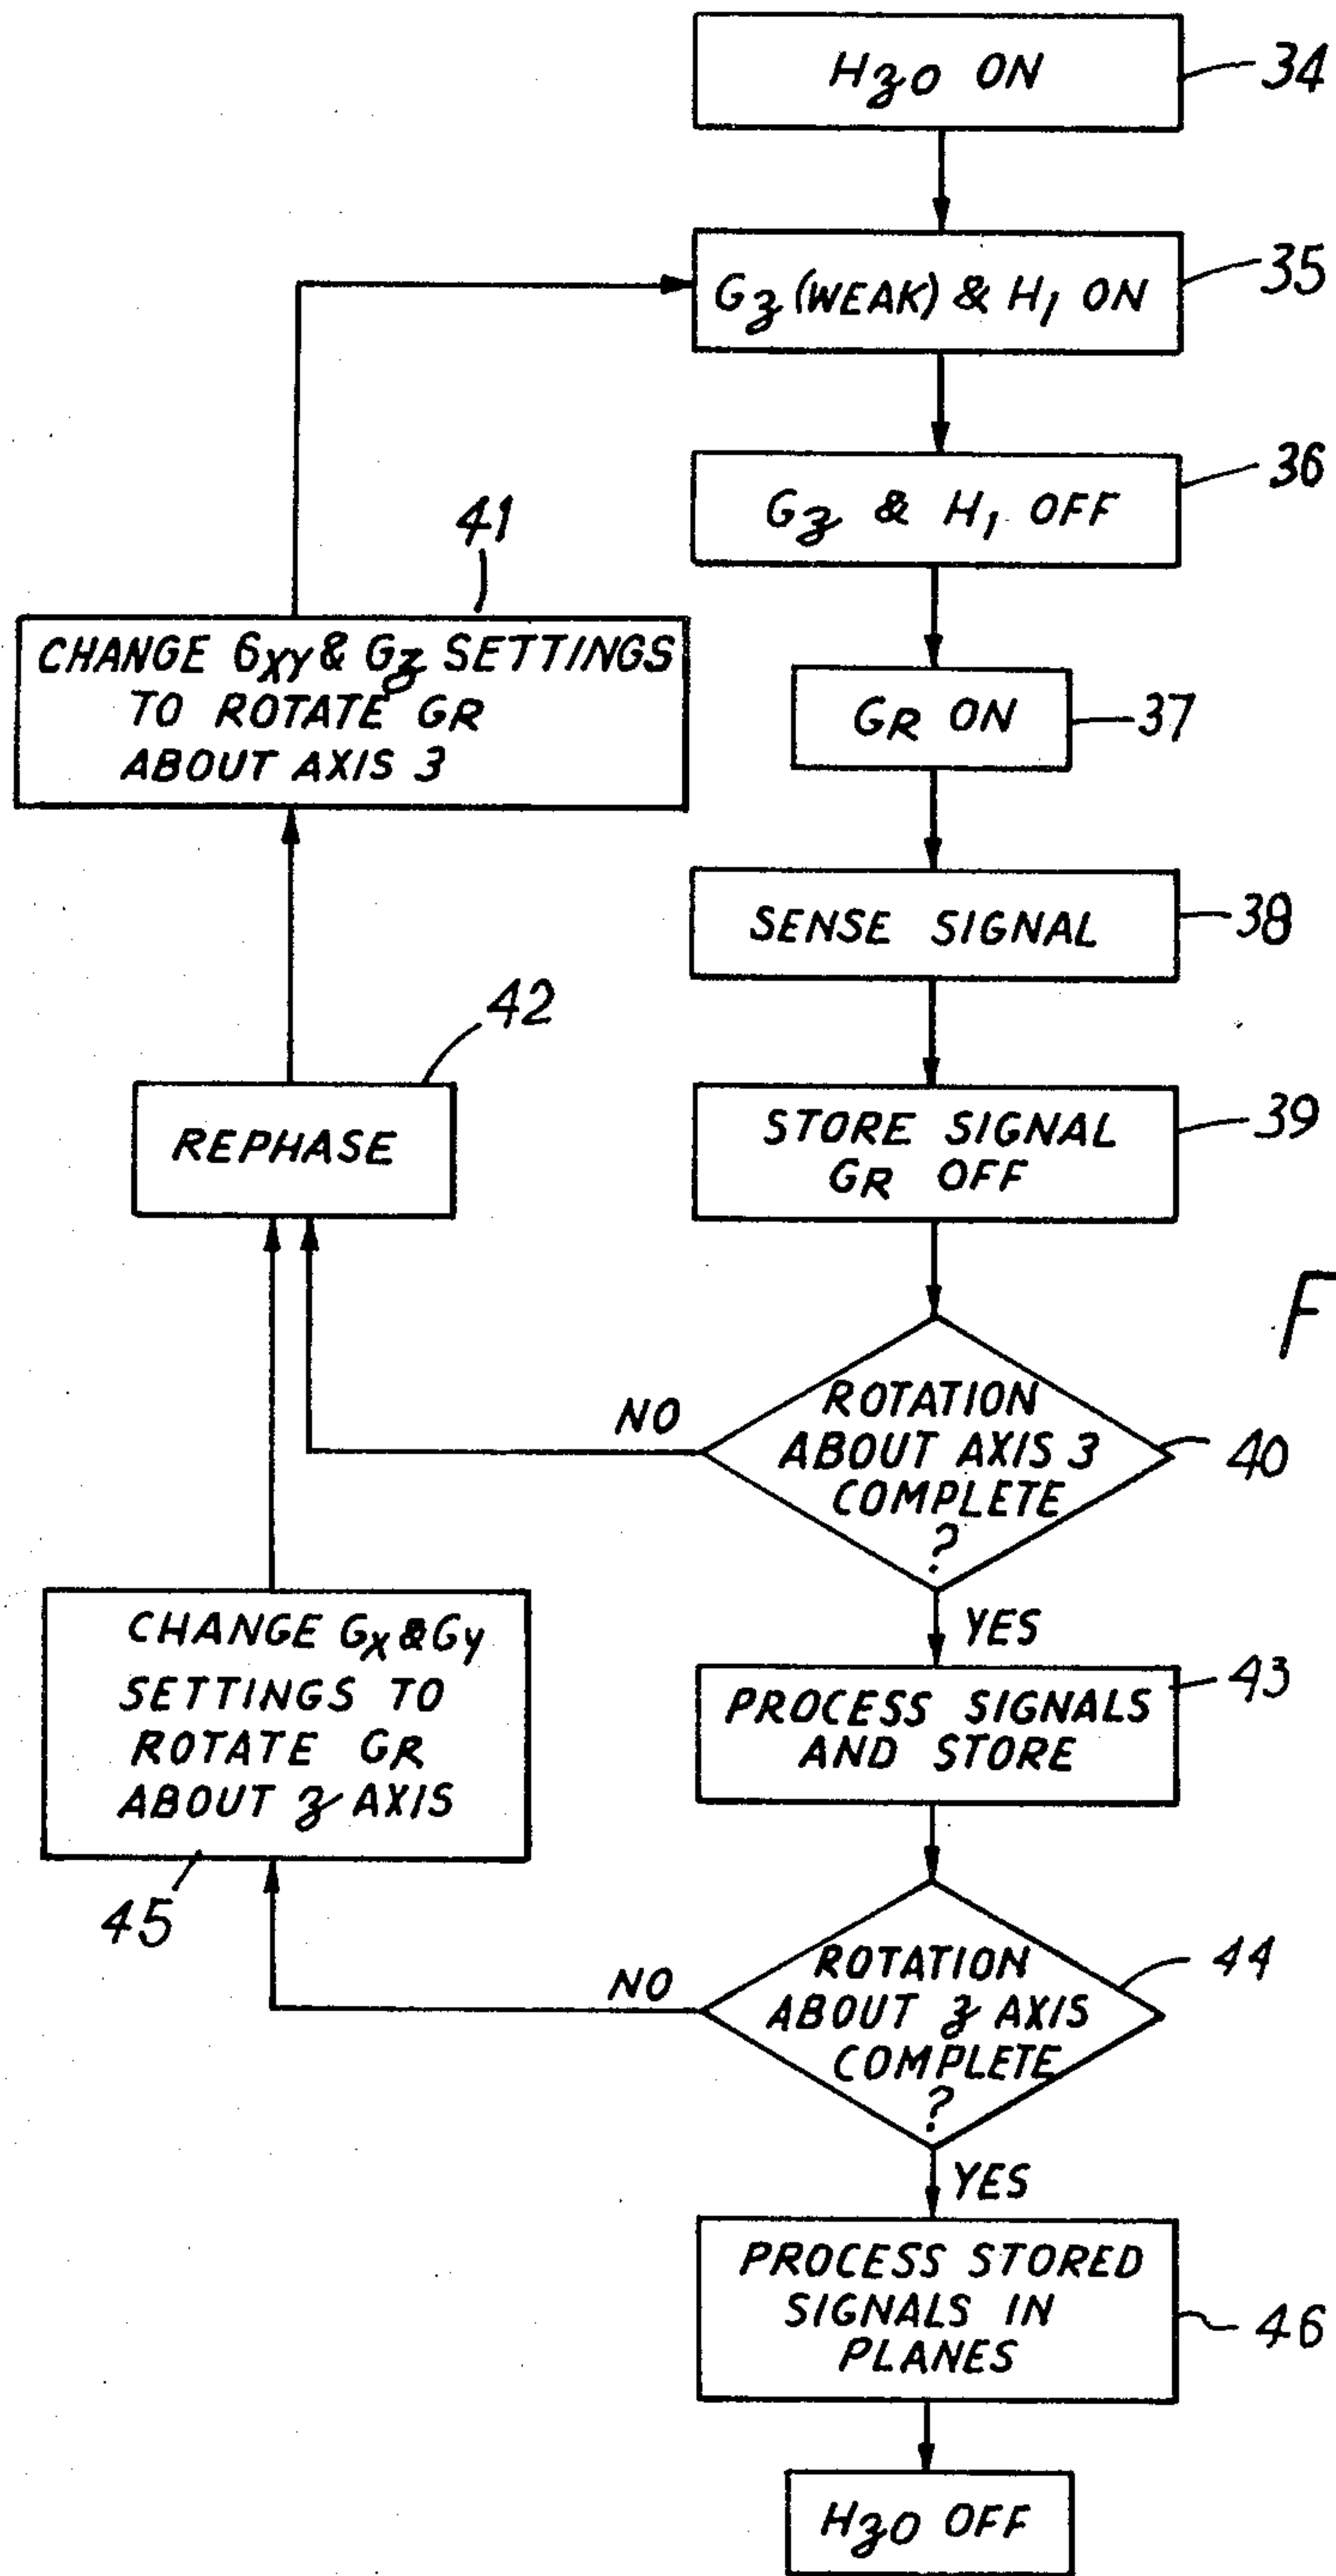 Hzo ON
34
Gz (WEAK) & H1 ON
35
Gz & H1 OFF
36
41
CHANGE GXY & Gz SETTINGS
TO ROTATE GR
ABOUT AXIS 3
GR ON
37
SENSE SIGNAL
38
42
REPHASE
STORE SIGNAL
GR OFF
39
F
NO
ROTATION
ABOUT AXIS 3
COMPLETE
?
40
YES
CHANGE Gx & Gy
SETTINGS TO
ROTATE GR
ABOUT z AXIS
45
PROCESS SIGNALS
AND STORE
43
NO
ROTATION
ABOUT z AXIS
COMPLETE
?
44
YES
PROCESS STORED
SIGNALS IN
PLANES
46
Hzo OFF